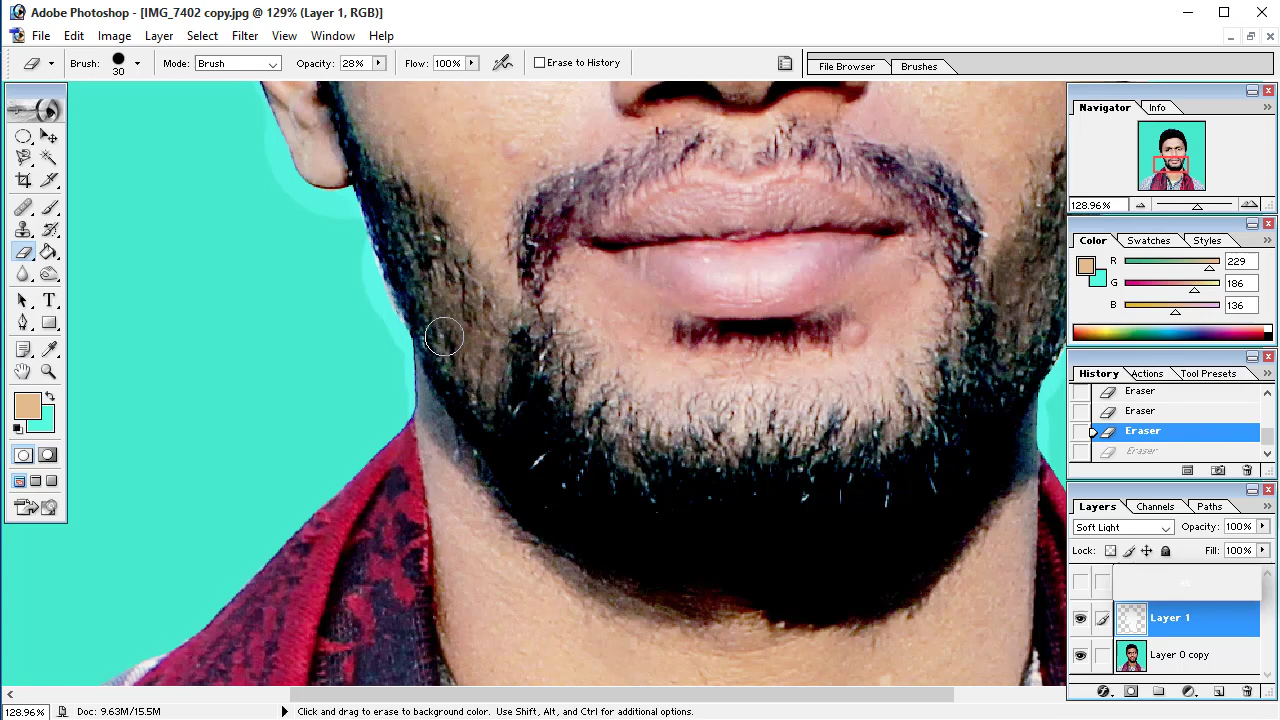 Adobe Photoshop - [IMG_7402 copy.jpg @ 129% (Layer 1, RGB)]
File Edit Image Layer Select Filter View Window Help
Brush: 30 Mode: Brush Opacity: 28% Flow: 100% Erase to History File Browser Brushes
Navigator Info
128.96%
Color Swatches Styles
R 229
G 186
B 136
History Actions Tool Presets
Eraser
Eraser
Eraser
Eraser
Layers Channels Paths
Soft Light Opacity: 100%
Lock: Fill: 100%
Layer 1
Layer 0 copy
128.96% Doc: 9.63M/15.5M Click and drag to erase to background color. Use Shift, Alt, and Ctrl for additional options.